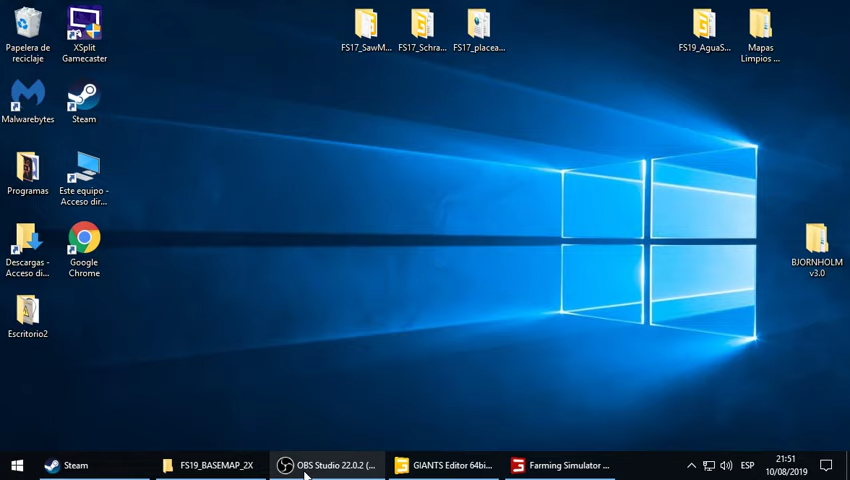 Papelera de
reciclaje
XSplit
Gamecaster
FS17_SawM...
FS17_Schra...
FS17_placea...
FS19_AguaS...
Mapas
Limpios ...
Malwarebytes
Steam
Programas
Este equipo -
Acceso dir...
Descargas -
Acceso di...
Google
Chrome
BJORNHOLM
v3.0
Escritorio2
Steam
FS19_BASEMAP_2X
OBS Studio 22.0.2 (...
GIANTS Editor 64bi...
Farming Simulator ...
ESP
21:51
10/08/2019